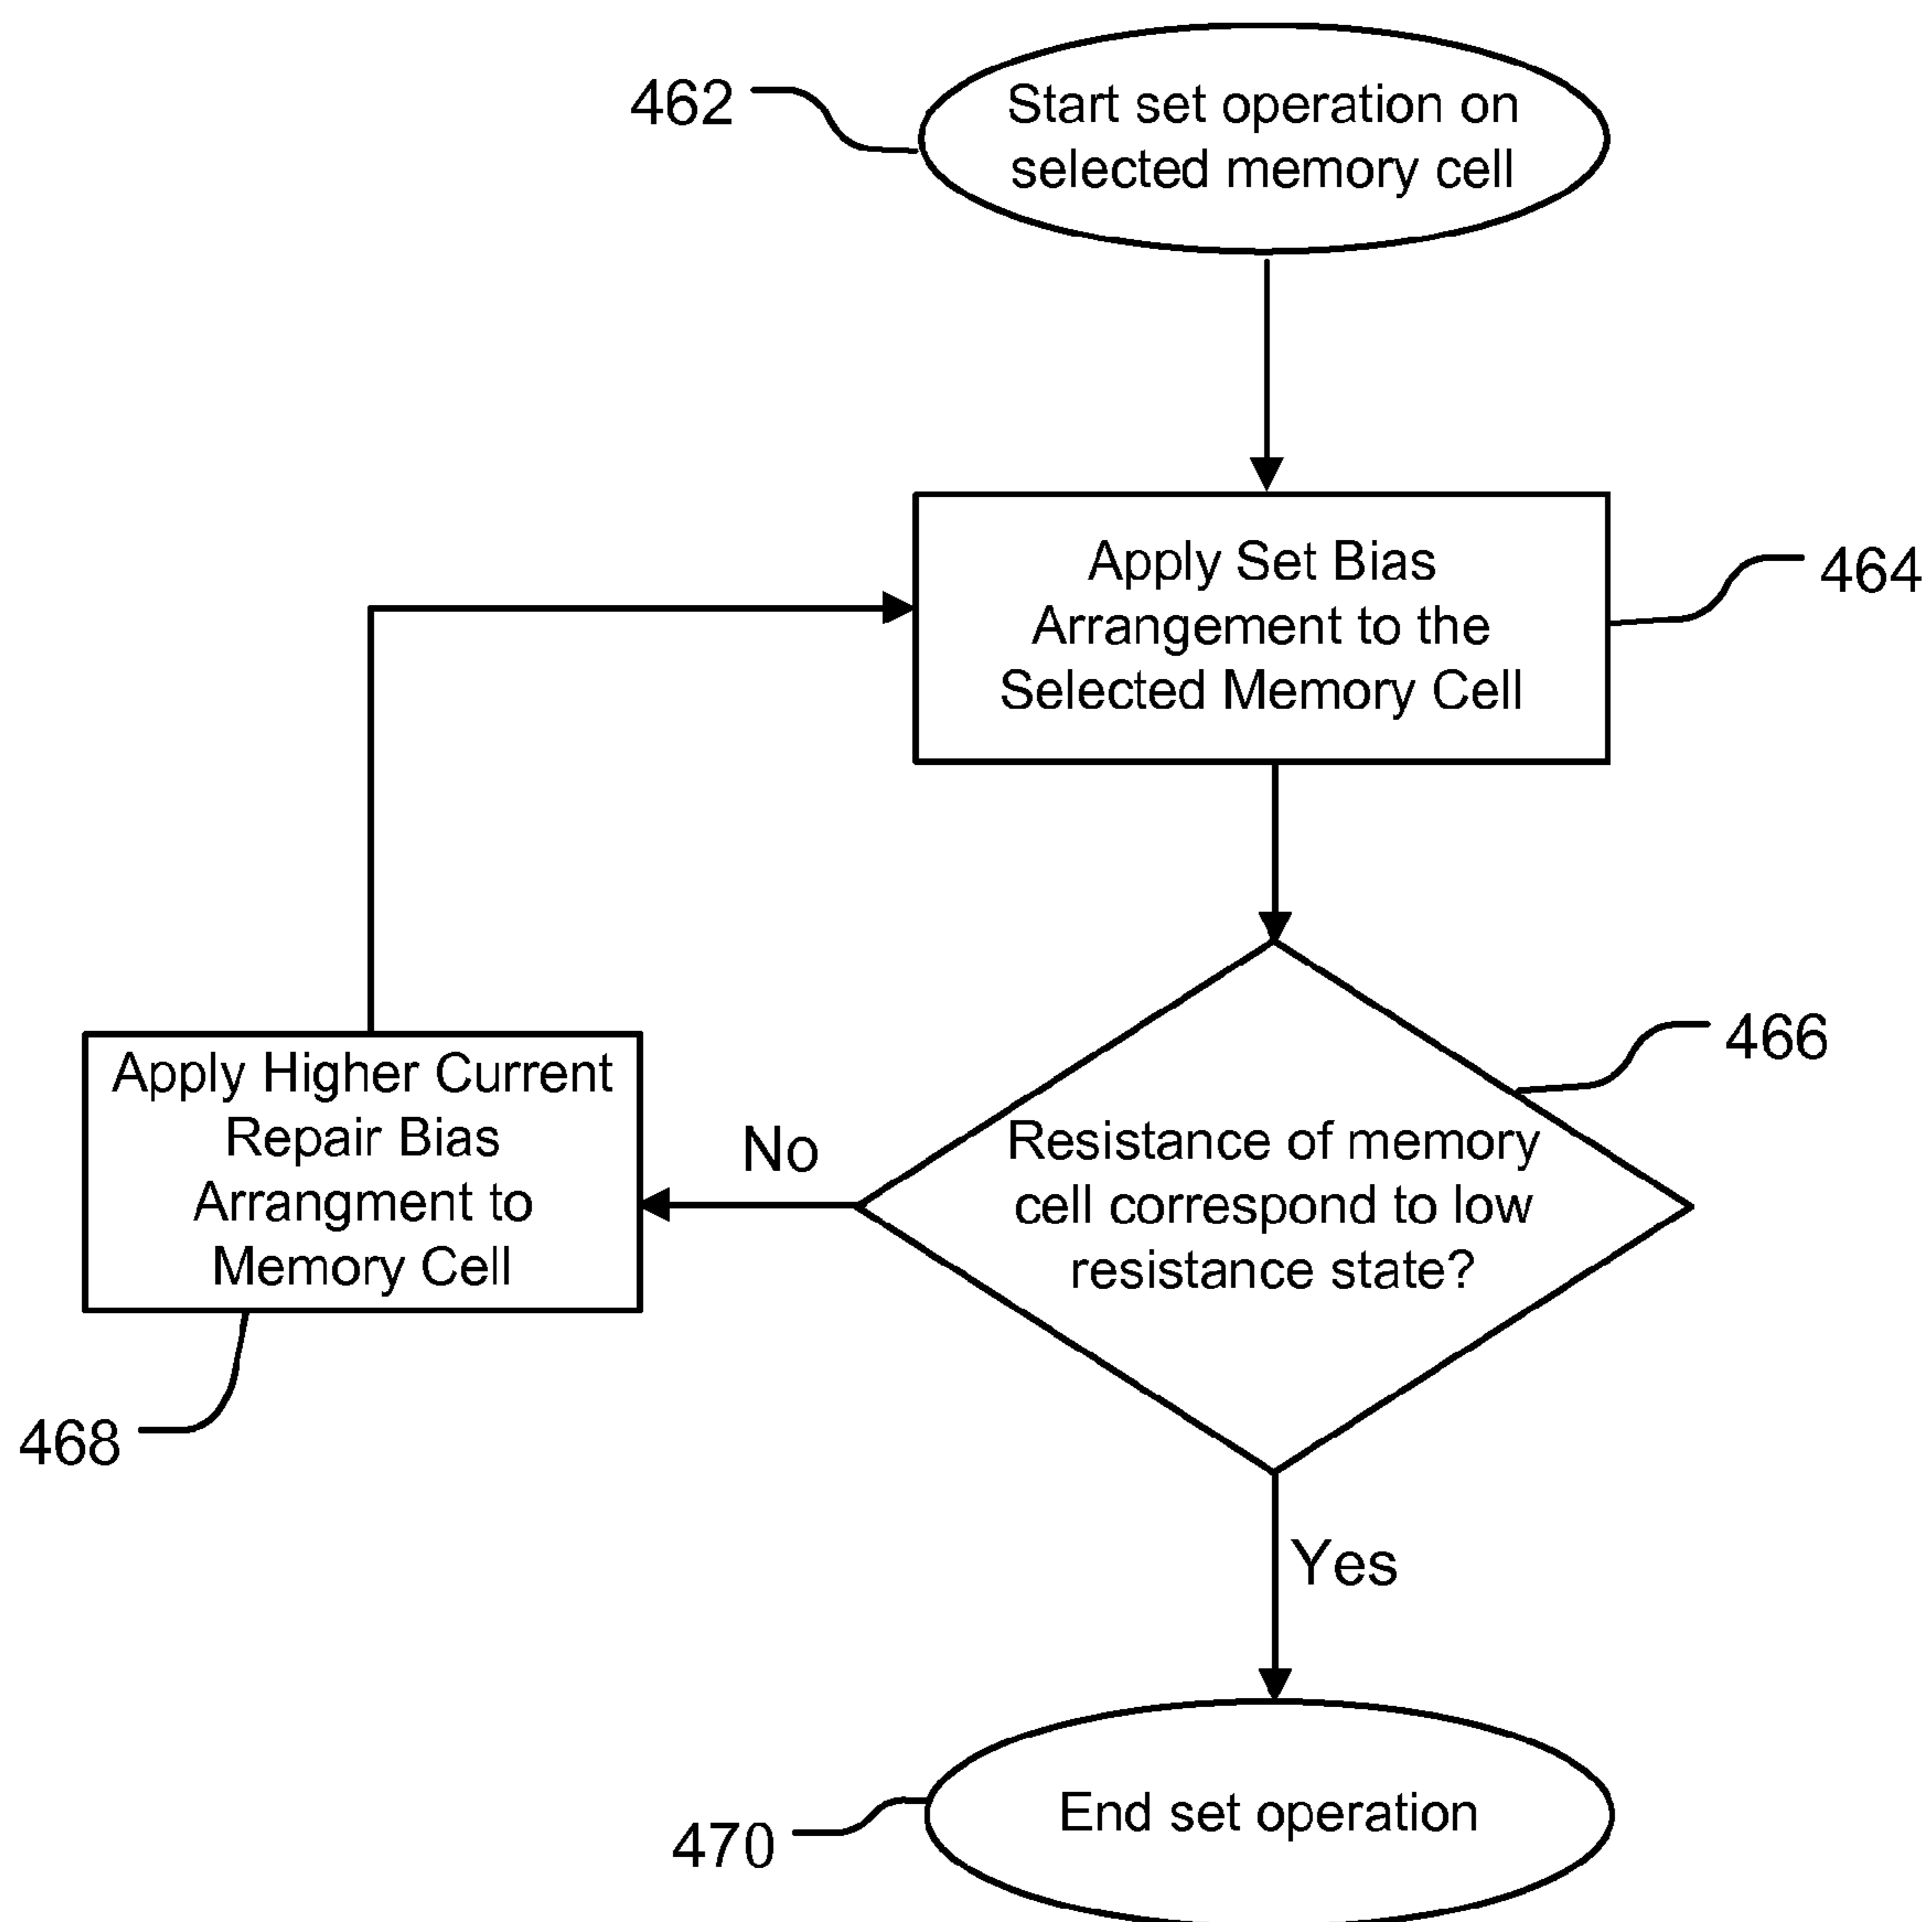 462
Start set operation on
selected memory cell
Apply Set Bias
Arrangement to the
Selected Memory Cell
464
466
Resistance of memory
cell correspond to low
resistance state?
No
Apply Higher Current
Repair Bias
Arrangment to
Memory Cell
468
Yes
End set operation
470